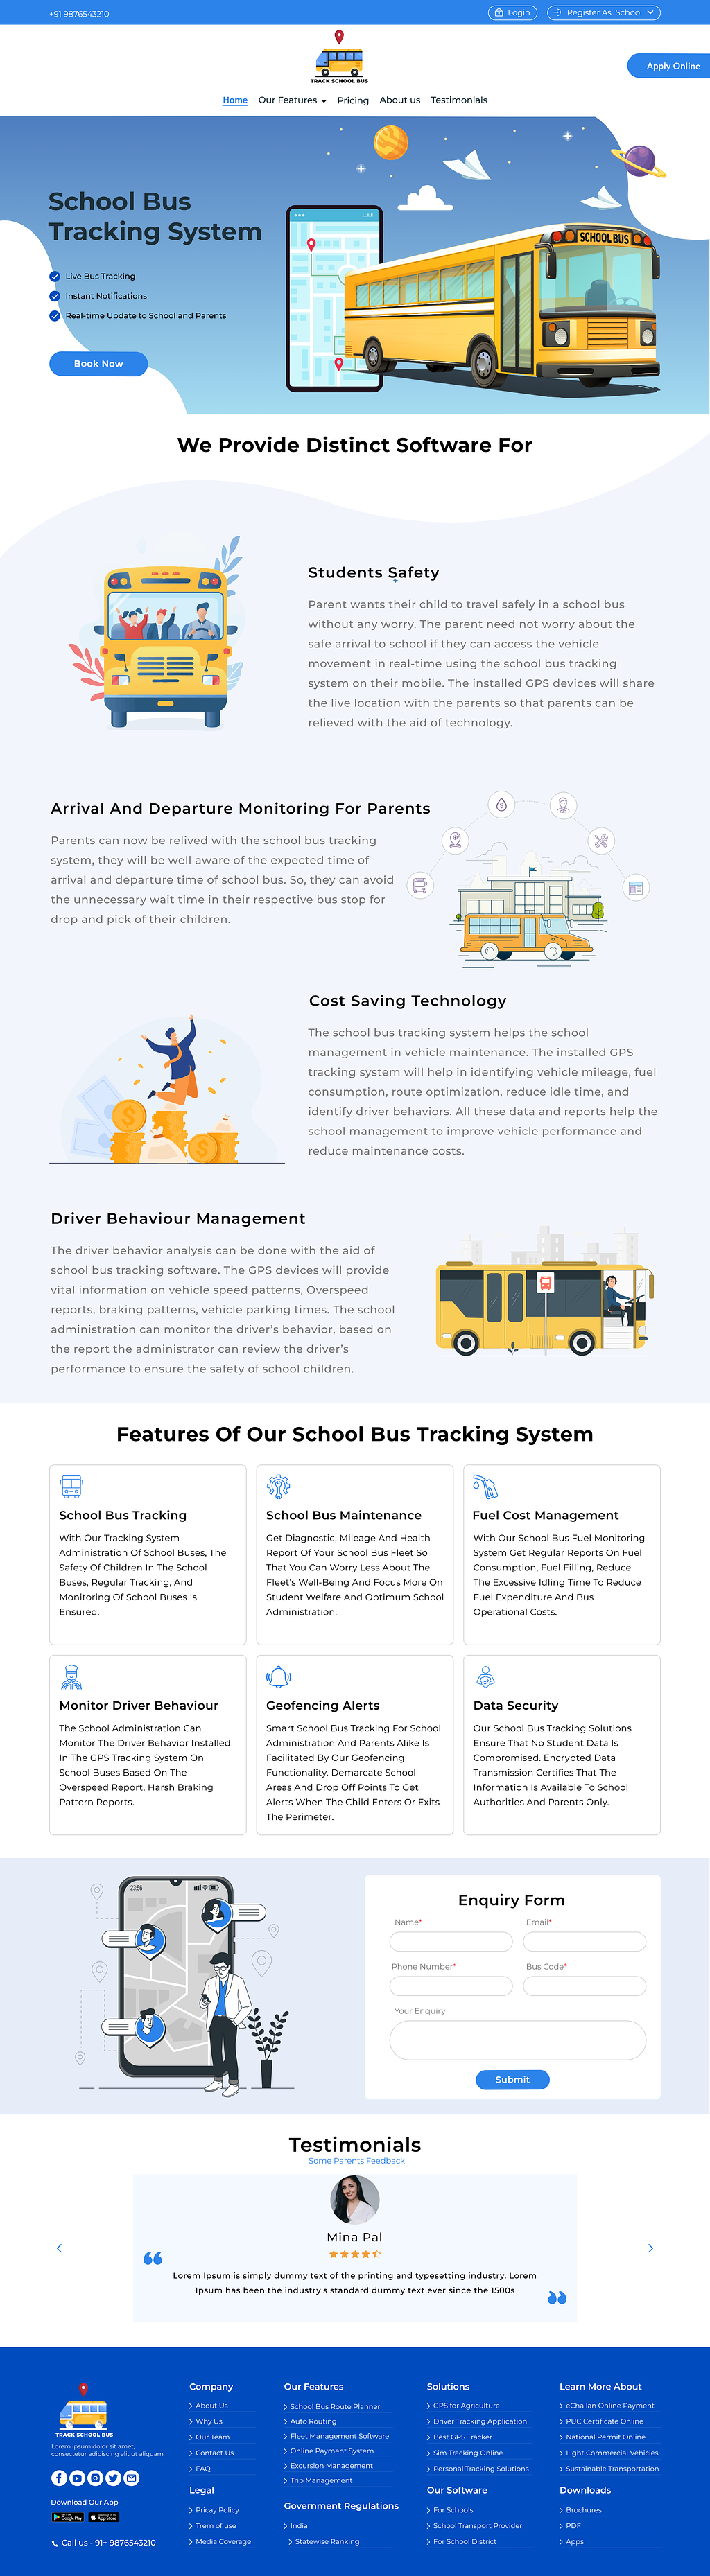 +91 9876543210
Login
Register As School
TRACK SCHOOL BUS
Apply Online
Home
Our Features
Pricing
About us
Testimonials
School Bus
Tracking System
Live Bus Tracking
Instant Notifications
Real-time Update to School and Parents
Book Now
SCHOOL BUS
We Provide Distinct Software For
Students Safety
Parent wants their child to travel safely in a school bus
without any worry. The parent need not worry about the
safe arrival to school if they can access the vehicle
movement in real-time using the school bus tracking
system on their mobile. The installed GPS devices will share
the live location with the parents so that parents can be
relieved with the aid of technology.
Arrival And Departure Monitoring For Parents
Parents can now be relived with the school bus tracking
system, they will be well aware of the expected time of
arrival and departure time of school bus. So, they can avoid
the unnecessary wait time in their respective bus stop for
drop and pick of their children.
Cost Saving Technology
The school bus tracking system helps the school
management in vehicle maintenance. The installed GPS
tracking system will help in identifying vehicle mileage, fuel
consumption, route optimization, reduce idle time, and
identify driver behaviors. All these data and reports help the
school management to improve vehicle performance and
reduce maintenance costs.
Driver Behaviour Management
The driver behavior analysis can be done with the aid of
school bus tracking software. The GPS devices will provide
vital information on vehicle speed patterns, Overspeed
reports, braking patterns, vehicle parking times. The school
administration can monitor the driver's behavior, based on
the report the administrator can review the driver's
performance to ensure the safety of school children.
Features Of Our School Bus Tracking System
School Bus Tracking
With Our Tracking System
Administration Of School Buses, The
Safety Of Children In The School
Buses, Regular Tracking, And
Monitoring Of School Buses Is
Ensured.
School Bus Maintenance
Get Diagnostic, Mileage And Health
Report Of Your School Bus Fleet So
That You Can Worry Less About The
Fleet's Well-Being And Focus More On
Student Welfare And Optimum School
Administration.
Fuel Cost Management
With Our School Bus Fuel Monitoring
System Get Regular Reports On Fuel
Consumption, Fuel Filling, Reduce
The Excessive Idling Time To Reduce
Fuel Expenditure And Bus
Operational Costs.
Monitor Driver Behaviour
The School Administration Can
Monitor The Driver Behavior Installed
In The GPS Tracking System On
School Buses Based On The
Overspeed Report, Harsh Braking
Pattern Reports.
Geofencing Alerts
Smart School Bus Tracking For School
Administration And Parents Alike Is
Facilitated By Our Geofencing
Functionality. Demarcate School
Areas And Drop Off Points To Get
Alerts When The Child Enters Or Exits
The Perimeter.
Data Security
Our School Bus Tracking Solutions
Ensure That No Student Data Is
Compromised. Encrypted Data
Transmission Certifies That The
Information Is Available To School
Authorities And Parents Only.
23:56
Enquiry Form
Name*
Email*
Phone Number*
Bus Code*
Your Enquiry
Submit
Testimonials
Some Parents Feedback
Mina Pal
Lorem Ipsum is simply dummy text of the printing and typesetting industry. Lorem
Ipsum has been the industry's standard dummy text ever since the 1500s
TRACK SCHOOL BUS
Lorem ipsum dolor sit amet,
consectetur adipiscing elit ut aliquam.
Download Our App
Google Play
App Store
Call us - 91+ 9876543210
Company
About Us
Why Us
Our Team
Contact Us
FAQ
Legal
Pricay Policy
Trem of use
Media Coverage
Our Features
School Bus Route Planner
Auto Routing
Fleet Management Software
Online Payment System
Excursion Management
Trip Management
Government Regulations
India
Statewise Ranking
Solutions
GPS for Agriculture
Driver Tracking Application
Best GPS Tracker
Sim Tracking Online
Personal Tracking Solutions
Our Software
For Schools
School Transport Provider
For School District
Learn More About
eChallan Online Payment
PUC Certificate Online
National Permit Online
Light Commercial Vehicles
Sustainable Transportation
Downloads
Brochures
PDF
Apps